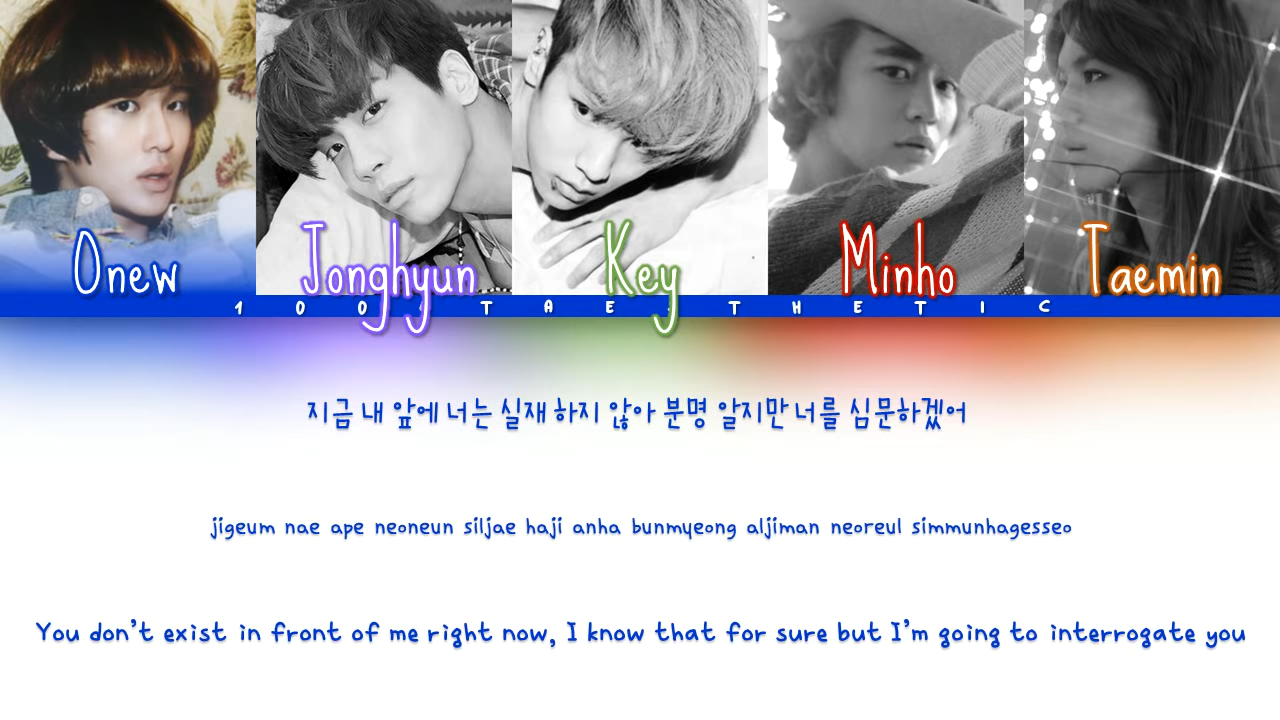 Onew Jonghyun Key Minho Taemin
100% TAESTHETIC
지금 내 앞에 너는 실재 하지 않아 분명 알지만 너를 심문하겠어
jigeum nae ape neoneun siljae haji anha bunmyeong aljiman neoreul simmunhagesseo
You don't exist in front of me right now, I know that for sure but I'm going to interrogate you